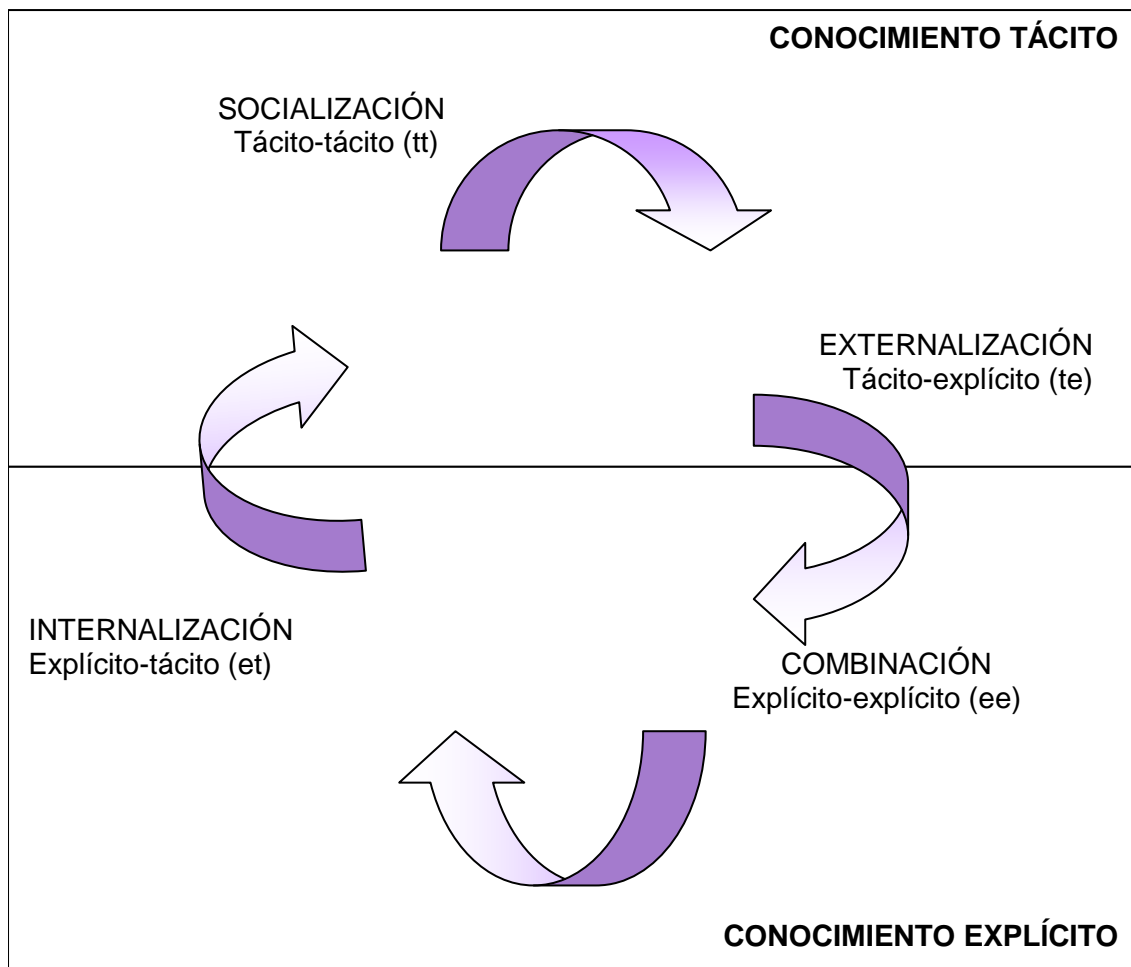 CONOCIMIENTO TÁCITO
SOCIALIZACIÓN
Tácito-tácito (tt)
EXTERNALIZACIÓN
Tácito-explícito (te)
INTERNALIZACIÓN
Explícito-tácito (et)
COMBINACIÓN
Explícito-explícito (ee)
CONOCIMIENTO EXPLÍCITO